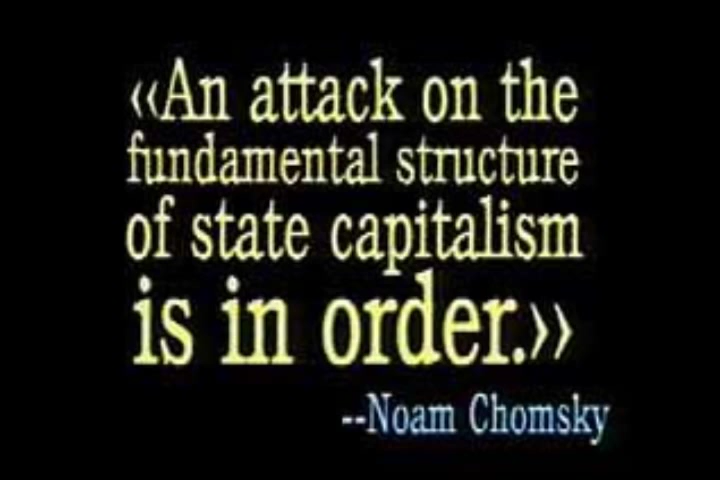 ‹‹An attack on the
fundamental structure
of state capitalism
is in order.››
--Noam Chomsky